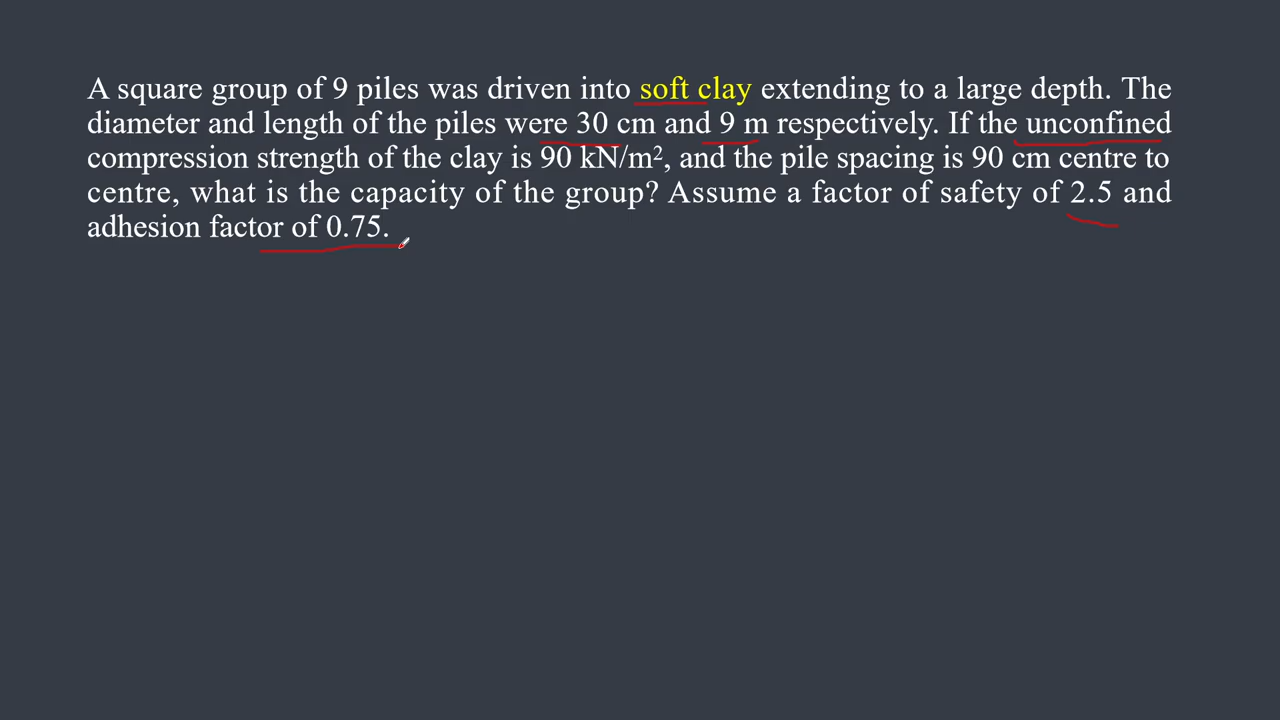 A square group of 9 piles was driven into soft clay extending to a large depth. The
diameter and length of the piles were 30 cm and 9 m respectively. If the unconfined
compression strength of the clay is 90 kN/m², and the pile spacing is 90 cm centre to
centre, what is the capacity of the group? Assume a factor of safety of 2.5 and
adhesion factor of 0.75.